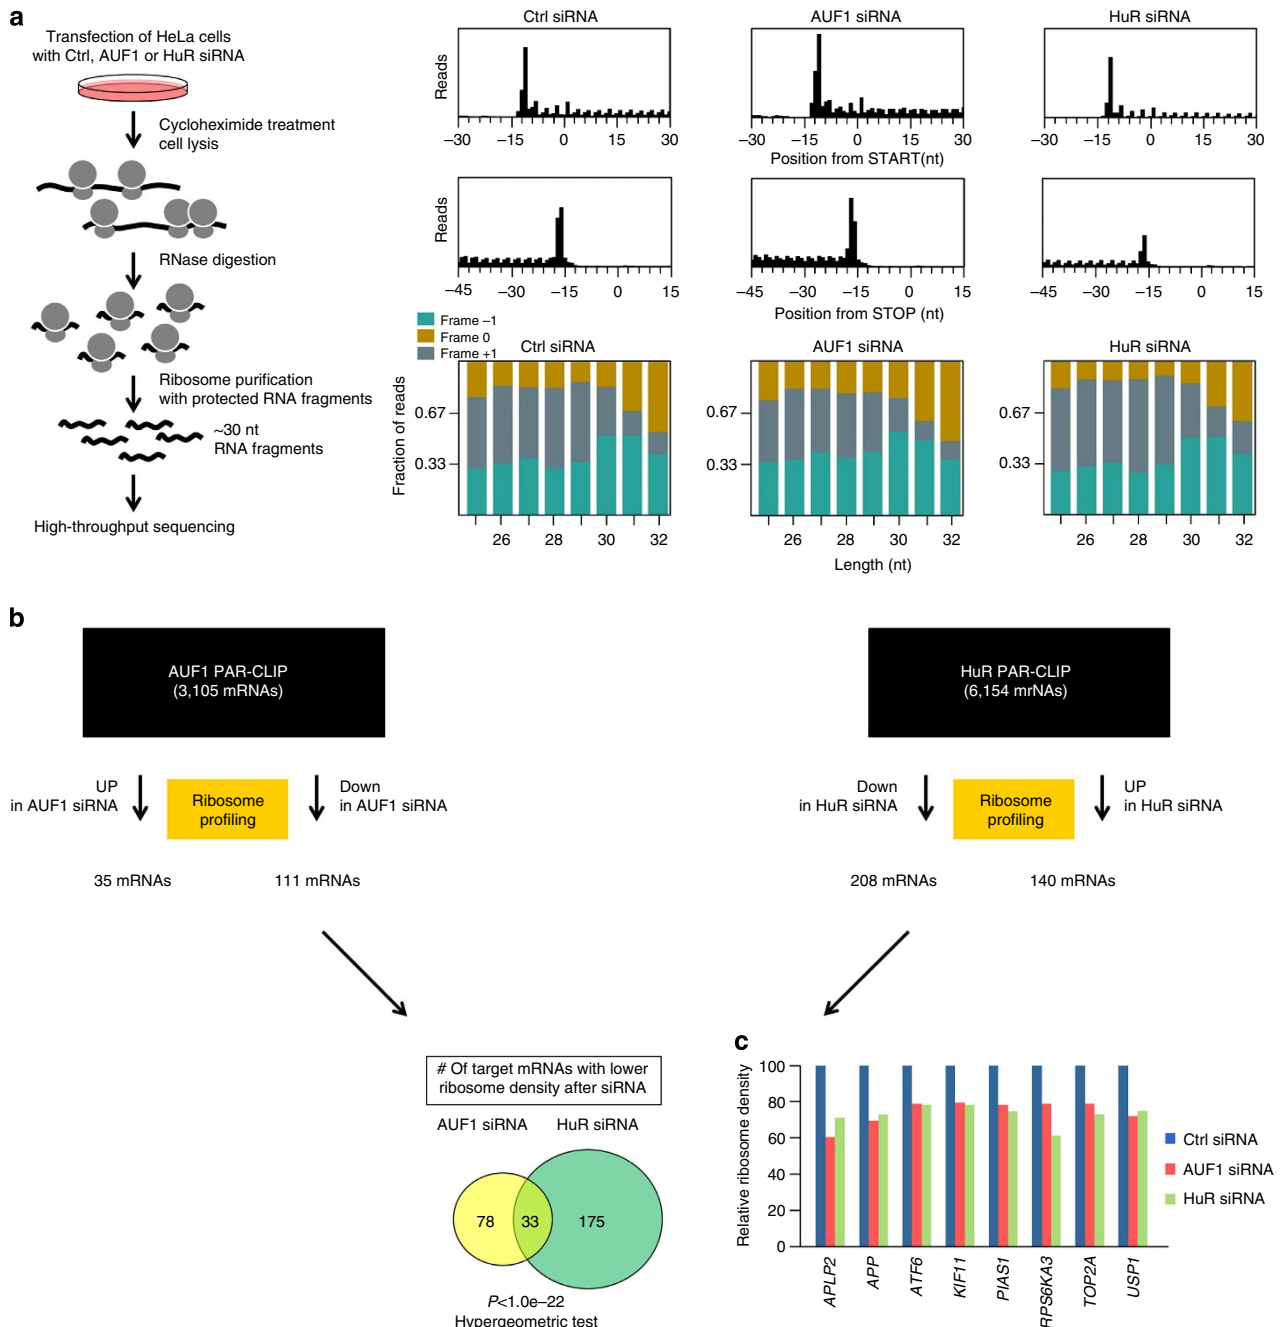 a
Transfection of HeLa cells
with Ctrl, AUF1 or HuR siRNA
Cycloheximide treatment
cell lysis
RNase digestion
Ribosome purification
with protected RNA fragments
~30 nt
RNA fragments
High-throughput sequencing
Ctrl siRNA
AUF1 siRNA
HuR siRNA
Reads
–30 –15 0 15 30
–30 –15 0 15 30
–30 –15 0 15 30
Position from START(nt)
Reads
–45 –30 –15 0 15
–45 –30 –15 0 15
–45 –30 –15 0 15
Position from STOP (nt)
Frame –1
Frame 0
Frame +1
Ctrl siRNA
AUF1 siRNA
HuR siRNA
Fraction of reads
0.67
0.33
0.67
0.33
0.67
0.33
26 28 30 32
26 28 30 32
26 28 30 32
Length (nt)
b
AUF1 PAR-CLIP
(3,105 mRNAs)
HuR PAR-CLIP
(6,154 mrNAs)
UP
in AUF1 siRNA
Ribosome
profiling
Down
in AUF1 siRNA
Down
in HuR siRNA
Ribosome
profiling
UP
in HuR siRNA
35 mRNAs
111 mRNAs
208 mRNAs
140 mRNAs
# Of target mRNAs with lower
ribosome density after siRNA
AUF1 siRNA
HuR siRNA
78
33
175
P<1.0e–22
Hypergeometric test
c
Relative ribosome density
100
80
60
40
20
0
APLP2
APP
ATF6
KIF11
PIAS1
RPS6KA3
TOP2A
USP1
Ctrl siRNA
AUF1 siRNA
HuR siRNA